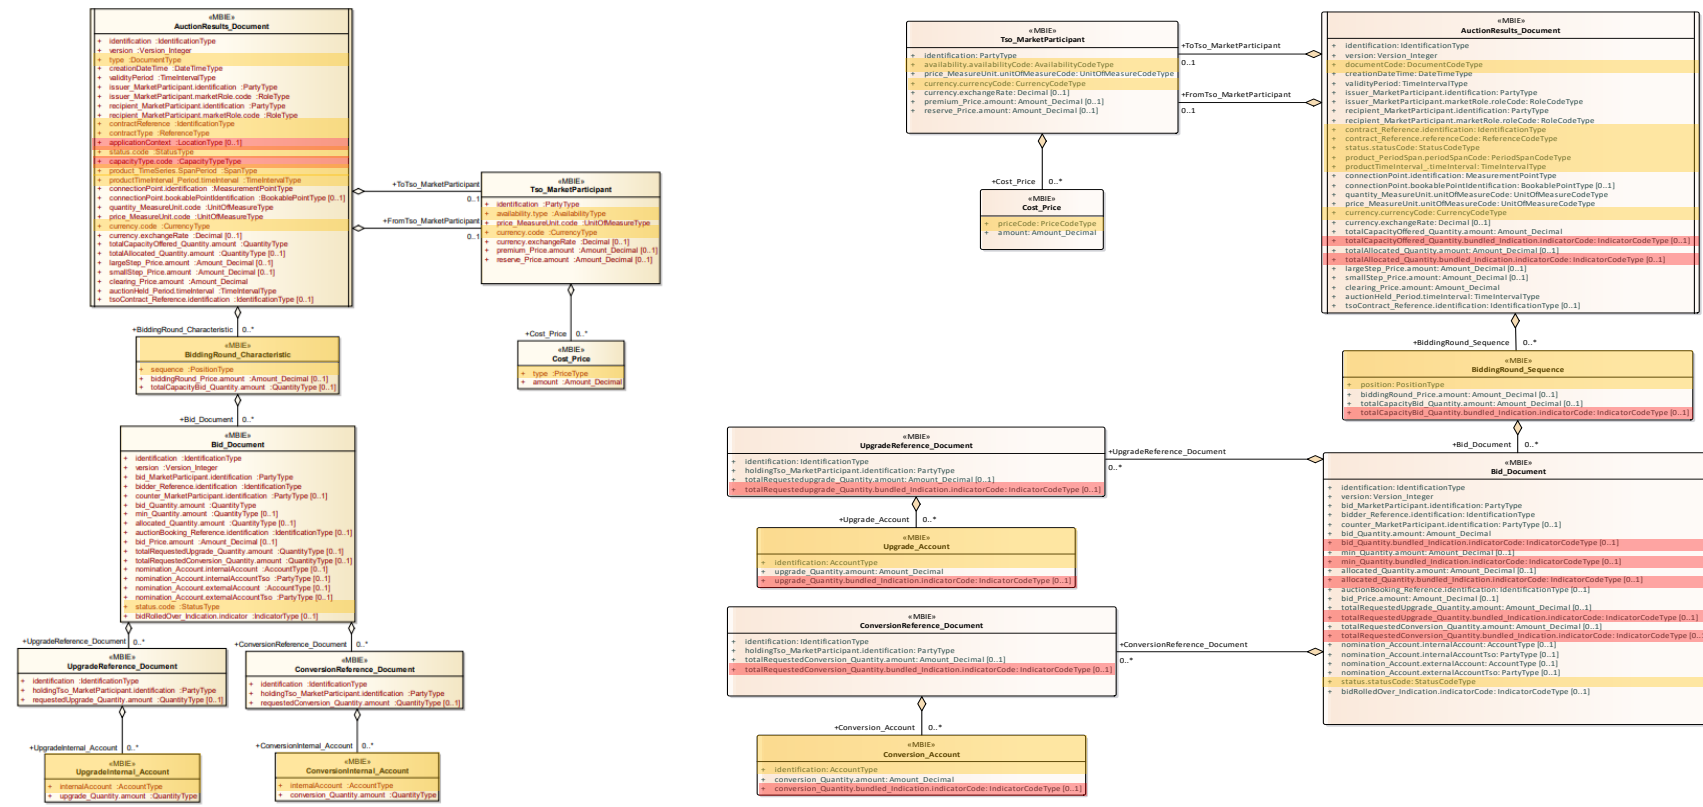 «MBIE»
AuctionResults_Document
+ identification :IdentificationType
+ version :Version_Integer
+ type :DocumentType
+ creationDateTime :DateTimeType
+ validityPeriod :TimeIntervalType
+ issuer_MarketParticipant.identification :PartyType
+ issuer_MarketParticipant.marketRole.code :RoleType
+ recipient_MarketParticipant.identification :PartyType
+ recipient_MarketParticipant.marketRole.code :RoleType
+ contractReference :IdentificationType
+ contractType :ReferenceType
+ applicationContext :LocationType [0..1]
+ status.code :StatusType
+ capacityType.code :CapacityTypeType
+ product_TimeSeries.SpanPeriod :SpanType
+ productTimeInterval_Period.timeInterval :TimeIntervalType
+ connectionPoint.identification :MeasurementPointType
+ connectionPoint.bookablePointIdentification :BookablePointType [0..1]
+ quantity_MeasureUnit.code :UnitOfMeasureType
+ price_MeasureUnit.code :UnitOfMeasureType
+ currency.code :CurrencyType
+ currency.exchangeRate :Decimal [0..1]
+ totalCapacityOffered_Quantity.amount :QuantityType
+ totalAllocated_Quantity.amount :QuantityType [0..1]
+ largeStep_Price.amount :Amount_Decimal [0..1]
+ smallStep_Price.amount :Amount_Decimal [0..1]
+ clearing_Price.amount :Amount_Decimal
+ auctionHeld_Period.timeInterval :TimeIntervalType
+ tsoContract_Reference.identification :IdentificationType [0..1]
+ToTso_MarketParticipant
0..1
+FromTso_MarketParticipant
0..1
«MBIE»
Tso_MarketParticipant
+ identification :PartyType
+ availability.type :AvailabilityType
+ price_MeasureUnit.code :UnitOfMeasureType
+ currency.code :CurrencyType
+ currency.exchangeRate :Decimal [0..1]
+ premium_Price.amount :Amount_Decimal [0..1]
+ reserve_Price.amount :Amount_Decimal [0..1]
+Cost_Price 0..*
«MBIE»
Cost_Price
+ type :PriceType
+ amount :Amount_Decimal
+BiddingRound_Characteristic 0..*
«MBIE»
BiddingRound_Characteristic
+ sequence :PositionType
+ biddingRound_Price.amount :Amount_Decimal [0..1]
+ totalCapacityBid_Quantity.amount :QuantityType [0..1]
+Bid_Document 0..*
«MBIE»
Bid_Document
+ identification :IdentificationType
+ version :Version_Integer
+ bid_MarketParticipant.identification :PartyType
+ bidder_Reference.identification :IdentificationType
+ counter_MarketParticipant.identification :PartyType [0..1]
+ bid_Quantity.amount :QuantityType
+ min_Quantity.amount :QuantityType [0..1]
+ allocated_Quantity.amount :QuantityType [0..1]
+ auctionBooking_Reference.identification :IdentificationType [0..1]
+ bid_Price.amount :Amount_Decimal [0..1]
+ totalRequestedUpgrade_Quantity.amount :QuantityType [0..1]
+ totalRequestedConversion_Quantity.amount :QuantityType [0..1]
+ nomination_Account.internalAccount :AccountType [0..1]
+ nomination_Account.internalAccountTso :PartyType [0..1]
+ nomination_Account.externalAccount :AccountType [0..1]
+ nomination_Account.externalAccountTso :PartyType [0..1]
+ status.code :StatusType
+ bidRolledOver_Indication.indicator :IndicatorType [0..1]
+UpgradeReference_Document 0..*
+ConversionReference_Document 0..*
«MBIE»
UpgradeReference_Document
+ identification :IdentificationType
+ holdingTso_MarketParticipant.identification :PartyType
+ requestedUpgrade_Quantity.amount :QuantityType [0..1]
«MBIE»
ConversionReference_Document
+ identification :IdentificationType
+ holdingTso_MarketParticipant.identification :PartyType
+ requestedConversion_Quantity.amount :QuantityType [0..1]
+UpgradeInternal_Account 0..*
«MBIE»
UpgradeInternal_Account
+ internalAccount :AccountType
+ upgrade_Quantity.amount :QuantityType
+ConversionInternal_Account 0..*
«MBIE»
ConversionInternal_Account
+ internalAccount :AccountType
+ conversion_Quantity.amount :QuantityType
«MBIE»
Tso_MarketParticipant
+ identification: PartyType
+ availability.availabilityCode: AvailabilityCodeType
+ price_MeasureUnit.unitOfMeasureCode: UnitOfMeasureCodeType
+ currency.currencyCode: CurrencyCodeType
+ currency.exchangeRate: Decimal [0..1]
+ premium_Price.amount: Amount_Decimal [0..1]
+ reserve_Price.amount: Amount_Decimal [0..1]
+ToTso_MarketParticipant
0..1
+FromTso_MarketParticipant
0..1
+Cost_Price 0..*
«MBIE»
Cost_Price
+ priceCode: PriceCodeType
+ amount: Amount_Decimal
«MBIE»
AuctionResults_Document
+ identification: IdentificationType
+ version: Version_Integer
+ documentCode: DocumentCodeType
+ creationDateTime: DateTimeType
+ validityPeriod: TimeIntervalType
+ issuer_MarketParticipant.identification: PartyType
+ issuer_MarketParticipant.marketRole.roleCode: RoleCodeType
+ recipient_MarketParticipant.identification: PartyType
+ recipient_MarketParticipant.marketRole.roleCode: RoleCodeType
+ contract_Reference.identification: IdentificationType
+ contract_Reference.referenceCode: ReferenceCodeType
+ status.statusCode: StatusCodeType
+ product_PeriodSpan.periodSpanCode: PeriodSpanCodeType
+ productTimeInterval_.timeInterval: TimeIntervalType
+ connectionPoint.identification: MeasurementPointType
+ connectionPoint.bookablePointIdentification: BookablePointType [0..1]
+ quantity_MeasureUnit.unitOfMeasureCode: UnitOfMeasureCodeType
+ price_MeasureUnit.unitOfMeasureCode: UnitOfMeasureCodeType
+ currency.currencyCode: CurrencyCodeType
+ currency.exchangeRate: Decimal [0..1]
+ totalCapacityOffered_Quantity.amount: Amount_Decimal
+ totalCapacityOffered_Quantity.bundled_Indication.indicatorCode: IndicatorCodeType [0..1]
+ totalAllocated_Quantity.amount: Amount_Decimal [0..1]
+ totalAllocated_Quantity.bundled_Indication.indicatorCode: IndicatorCodeType [0..1]
+ largeStep_Price.amount: Amount_Decimal [0..1]
+ smallStep_Price.amount: Amount_Decimal [0..1]
+ clearing_Price.amount: Amount_Decimal
+ auctionHeld_Period.timeInterval: TimeIntervalType
+ tsoContract_Reference.identification: IdentificationType [0..1]
+BiddingRound_Sequence 0..*
«MBIE»
BiddingRound_Sequence
+ position: PositionType
+ biddingRound_Price.amount: Amount_Decimal [0..1]
+ totalCapacityBid_Quantity.amount: Amount_Decimal [0..1]
+ totalCapacityBid_Quantity.bundled_Indication.indicatorCode: IndicatorCodeType [0..1]
+Bid_Document 0..*
«MBIE»
Bid_Document
+ identification: IdentificationType
+ version: Version_Integer
+ bid_MarketParticipant.identification: PartyType
+ bidder_Reference.identification: IdentificationType
+ counter_MarketParticipant.identification: PartyType [0..1]
+ bid_Quantity.amount: Amount_Decimal
+ bid_Quantity.bundled_Indication.indicatorCode: IndicatorCodeType [0..1]
+ min_Quantity.amount: Amount_Decimal [0..1]
+ min_Quantity.bundled_Indication.indicatorCode: IndicatorCodeType [0..1]
+ allocated_Quantity.amount: Amount_Decimal [0..1]
+ allocated_Quantity.bundled_Indication.indicatorCode: IndicatorCodeType [0..1]
+ auctionBooking_Reference.identification: IdentificationType [0..1]
+ bid_Price.amount: Amount_Decimal [0..1]
+ totalRequestedUpgrade_Quantity.amount: Amount_Decimal [0..1]
+ totalRequestedUpgrade_Quantity.bundled_Indication.indicatorCode: IndicatorCodeType [0..1]
+ totalRequestedConversion_Quantity.amount: Amount_Decimal [0..1]
+ totalRequestedConversion_Quantity.bundled_Indication.indicatorCode: IndicatorCodeType [0..
+ nomination_Account.internalAccount: AccountType [0..1]
+ nomination_Account.internalAccountTso: PartyType [0..1]
+ nomination_Account.externalAccount: AccountType [0..1]
+ nomination_Account.externalAccountTso: PartyType [0..1]
+ status.statusCode: StatusCodeType
+ bidRolledOver_Indication.indicatorCode: IndicatorCodeType [0..1]
«MBIE»
UpgradeReference_Document
+ identification: IdentificationType
+ holdingTso_MarketParticipant.identification: PartyType
+ totalRequestedupgrade_Quantity.amount: Amount_Decimal [0..1]
+ totalRequestedupgrade_Quantity.bundled_Indication.indicatorCode: IndicatorCodeType [0..1]
+UpgradeReference_Document
0..*
+Upgrade_Account 0..*
«MBIE»
Upgrade_Account
+ identification: AccountType
+ upgrade_Quantity.amount: Amount_Decimal
+ upgrade_Quantity.bundled_Indication.indicatorCode: IndicatorCodeType [0..1]
«MBIE»
ConversionReference_Document
+ identification: IdentificationType
+ holdingTso_MarketParticipant.identification: PartyType
+ totalRequestedConversion_Quantity.amount: Amount_Decimal [0..1]
+ totalRequestedConversion_Quantity.bundled_Indication.indicatorCode: IndicatorCodeType [0..1]
+ConversionReference_Document
0..*
+Conversion_Account 0..*
«MBIE»
Conversion_Account
+ identification: AccountType
+ conversion_Quantity.amount: Amount_Decimal
+ conversion_Quantity.bundled_Indication.indicatorCode: IndicatorCodeType [0..1]